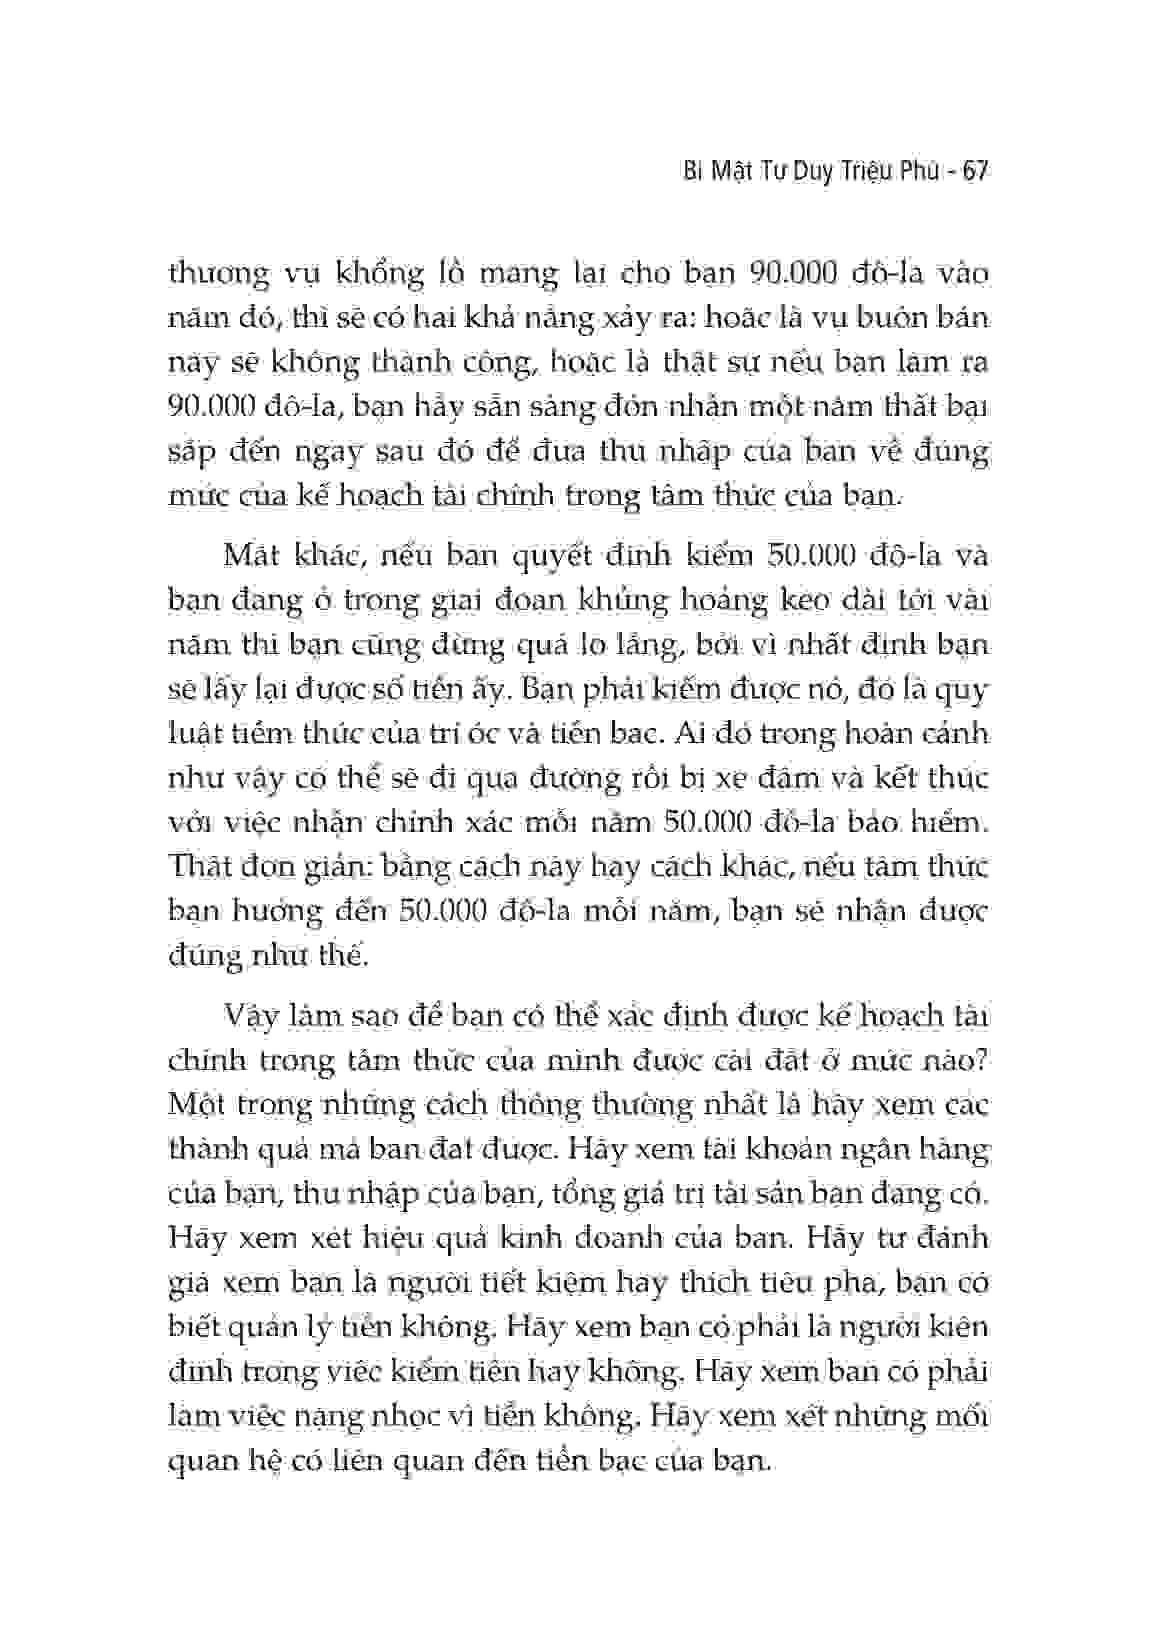 Bí Mật Tư Duy Triệu Phú - 67
thương vụ khổng lồ mang lại cho bạn 90.000 đô-la vào
năm đó, thì sẽ có hai khả năng xảy ra: hoặc là vụ buôn bán
này sẽ không thành công, hoặc là thật sự nếu bạn làm ra
90.000 đô-la, bạn hãy sẵn sàng đón nhận một năm thất bại
sắp đến ngay sau đó để đưa thu nhập của bạn về đúng
mức của kế hoạch tài chính trong tâm thức của bạn.
Mặt khác, nếu bạn quyết định kiếm 50.000 đô-la và
bạn đang ở trong giai đoạn khủng hoảng kéo dài tới vài
năm thì bạn cũng đừng quá lo lắng, bởi vì nhất định bạn
sẽ lấy lại được số tiền ấy. Bạn phải kiếm được nó, đó là quy
luật tiềm thức của trí óc và tiền bạc. Ai đó trong hoàn cảnh
như vậy có thể sẽ đi qua đường rồi bị xe đâm và kết thúc
với việc nhận chính xác mỗi năm 50.000 đô-la bảo hiểm.
Thật đơn giản: bằng cách này hay cách khác, nếu tâm thức
bạn hướng đến 50.000 đô-la mỗi năm, bạn sẽ nhận được
đúng như thế.
Vậy làm sao để bạn có thể xác định được kế hoạch tài
chính trong tâm thức của mình được cài đặt ở mức nào?
Một trong những cách thông thường nhất là hãy xem các
thành quả mà bạn đạt được. Hãy xem tài khoản ngân hàng
của bạn, thu nhập của bạn, tổng giá trị tài sản bạn đang có.
Hãy xem xét hiệu quả kinh doanh của bạn. Hãy tự đánh
giá xem bạn là người tiết kiệm hay thích tiêu pha, bạn có
biết quản lý tiền không. Hãy xem bạn có phải là người kiên
định trong việc kiếm tiền hay không. Hãy xem bạn có phải
làm việc nặng nhọc vì tiền không. Hãy xem xét những mối
quan hệ có liên quan đến tiền bạc của bạn.